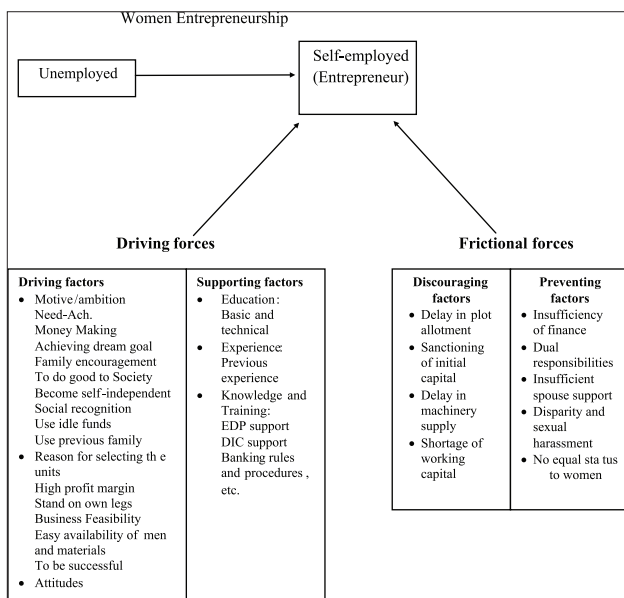 Women Entrepreneurship
Unemployed
Self-employed
(Entrepreneur)
Driving forces
Frictional forces
Driving factors
• Motive/ambition
Need-Ach.
Money Making
Achieving dream goal
Family encouragement
To do good to Society
Become self-independent
Social recognition
Use idle funds
Use previous family
• Reason for selecting th e
units
High profit margin
Stand on own legs
Business Feasibility
Easy availability of men
and materials
To be successful
• Attitudes
Supporting factors
• Education:
Basic and
technical
• Experience:
Previous
experience
• Knowledge and
Training:
EDP support
DIC support
Banking rules
and procedures ,
etc.
Discouraging
factors
• Delay in plot
allotment
• Sanctioning
of initial
capital
• Delay in
machinery
supply
• Shortage of
working
capital
Preventing
factors
• Insufficiency
of finance
• Dual
responsibilities
• Insufficient
spouse support
• Disparity and
sexual
harassment
• No equal sta tus
to women